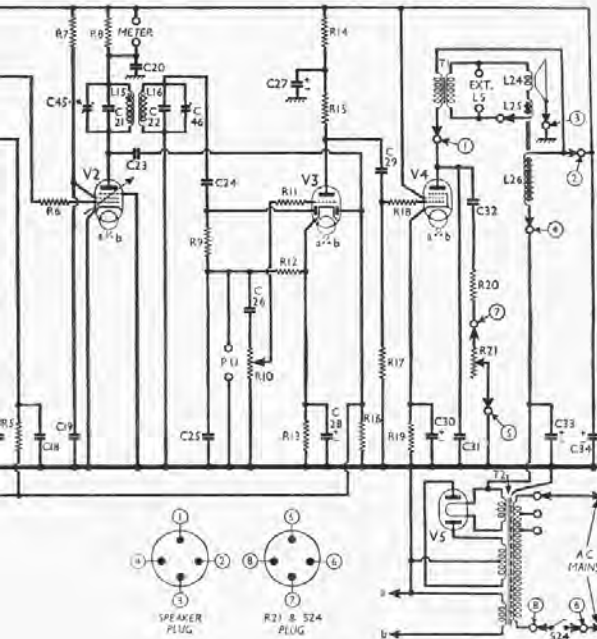 R7
R8
METER
R14
C20
C27
R15
T1
EXT.
LS
L24
L25
C45
L15
L16
C
21
C
22
C
46
③
①
②
V2
C23
C24
V3
C
29
V4
L26
R6
R11
R18
C32
④
a b
R9
a b
a b
R12
R20
C
26
⑦
P U
R10
R17
R21
⑤
R5
C18
C19
C25
R13
C
28
R16
R19
C30
C31
C33
C34
T2
V5
① ⑤
④ ② ⑧ ⑥
③ ⑦
SPEAKER
PLUG
R21 & S24
PLUG
A.C
MAINS
a
b
⑧ ⑥
S24